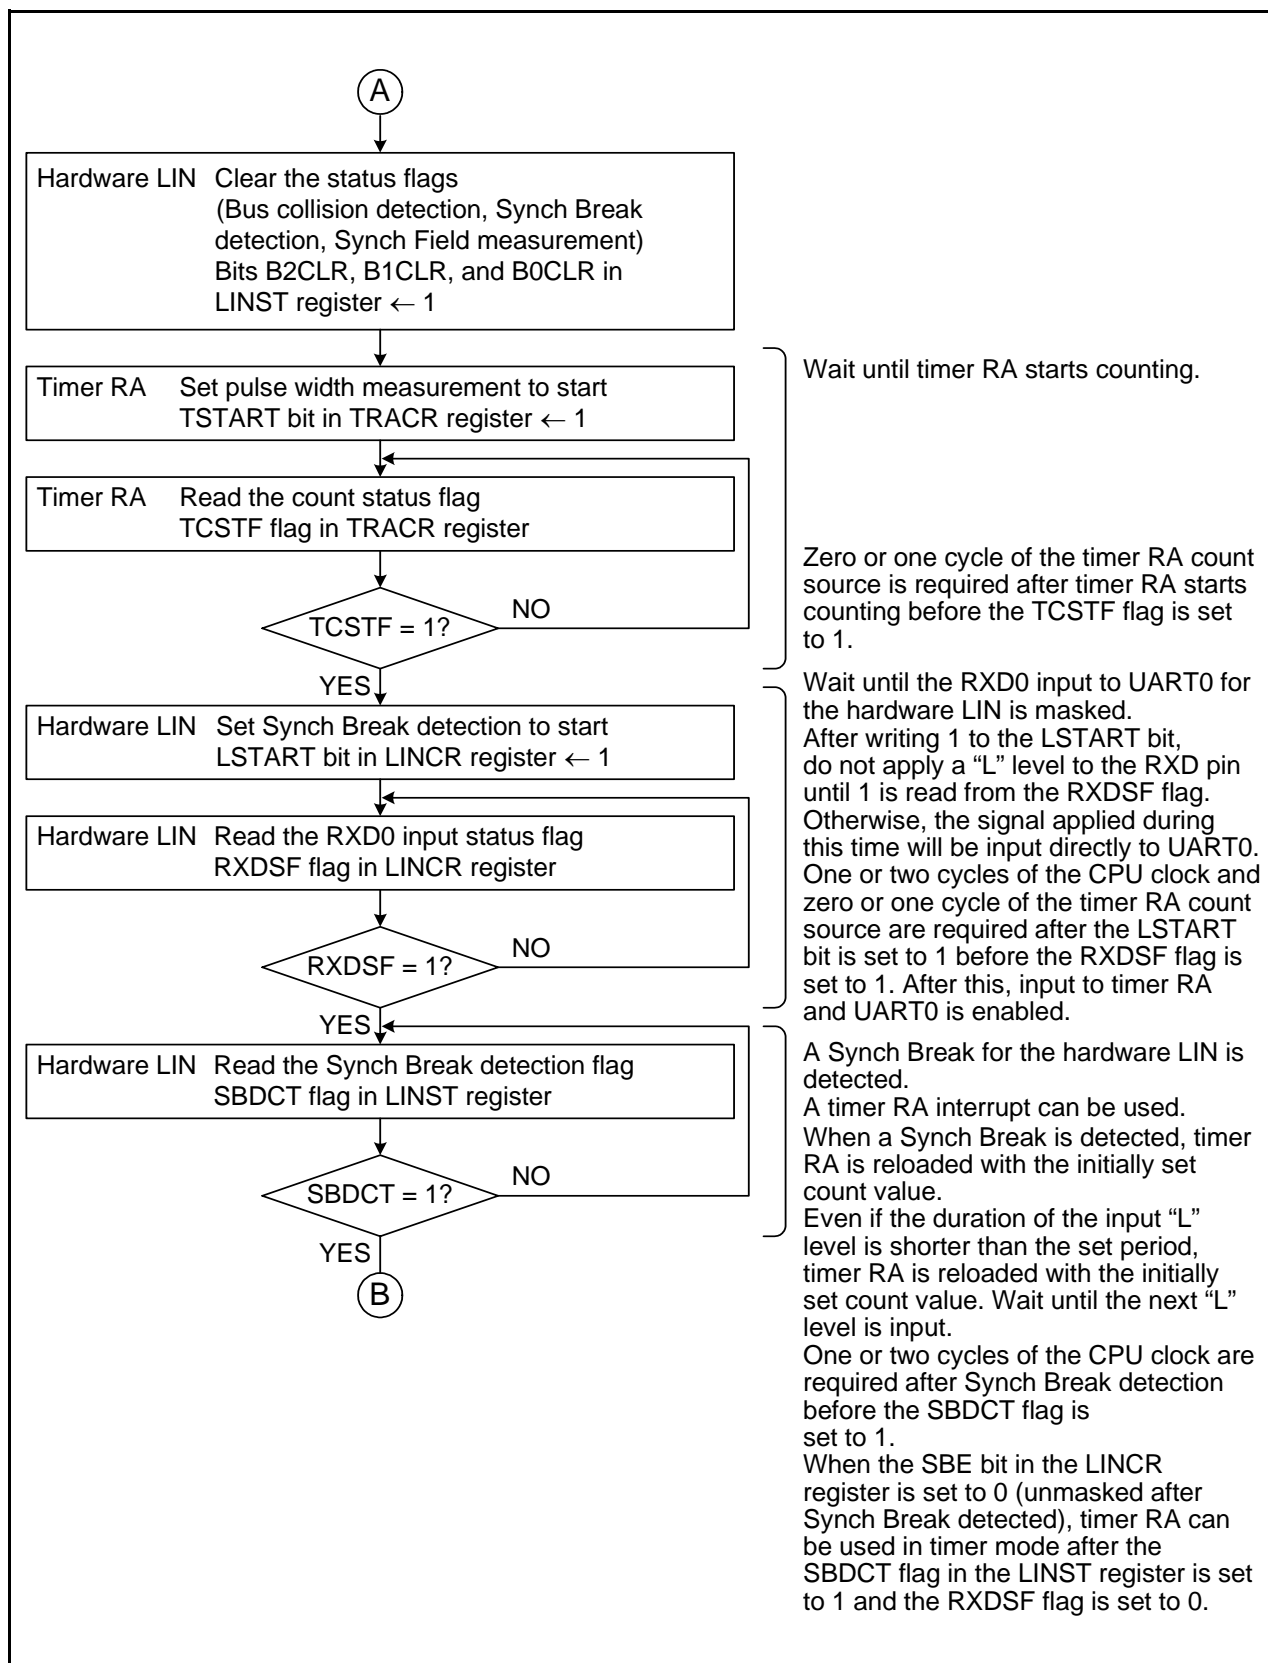 A
Hardware LIN Clear the status flags
(Bus collision detection, Synch Break
detection, Synch Field measurement)
Bits B2CLR, B1CLR, and B0CLR in
LINST register ← 1
Timer RA Set pulse width measurement to start
TSTART bit in TRACR register ← 1
Timer RA Read the count status flag
TCSTF flag in TRACR register
TCSTF = 1?
NO
YES
Wait until timer RA starts counting.
Zero or one cycle of the timer RA count
source is required after timer RA starts
counting before the TCSTF flag is set
to 1.
Hardware LIN Set Synch Break detection to start
LSTART bit in LINCR register ← 1
Hardware LIN Read the RXD0 input status flag
RXDSF flag in LINCR register
RXDSF = 1?
NO
YES
Wait until the RXD0 input to UART0 for
the hardware LIN is masked.
After writing 1 to the LSTART bit,
do not apply a “L” level to the RXD pin
until 1 is read from the RXDSF flag.
Otherwise, the signal applied during
this time will be input directly to UART0.
One or two cycles of the CPU clock and
zero or one cycle of the timer RA count
source are required after the LSTART
bit is set to 1 before the RXDSF flag is
set to 1. After this, input to timer RA
and UART0 is enabled.
Hardware LIN Read the Synch Break detection flag
SBDCT flag in LINST register
SBDCT = 1?
NO
YES
B
A Synch Break for the hardware LIN is
detected.
A timer RA interrupt can be used.
When a Synch Break is detected, timer
RA is reloaded with the initially set
count value.
Even if the duration of the input “L”
level is shorter than the set period,
timer RA is reloaded with the initially
set count value. Wait until the next “L”
level is input.
One or two cycles of the CPU clock are
required after Synch Break detection
before the SBDCT flag is
set to 1.
When the SBE bit in the LINCR
register is set to 0 (unmasked after
Synch Break detected), timer RA can
be used in timer mode after the
SBDCT flag in the LINST register is set
to 1 and the RXDSF flag is set to 0.